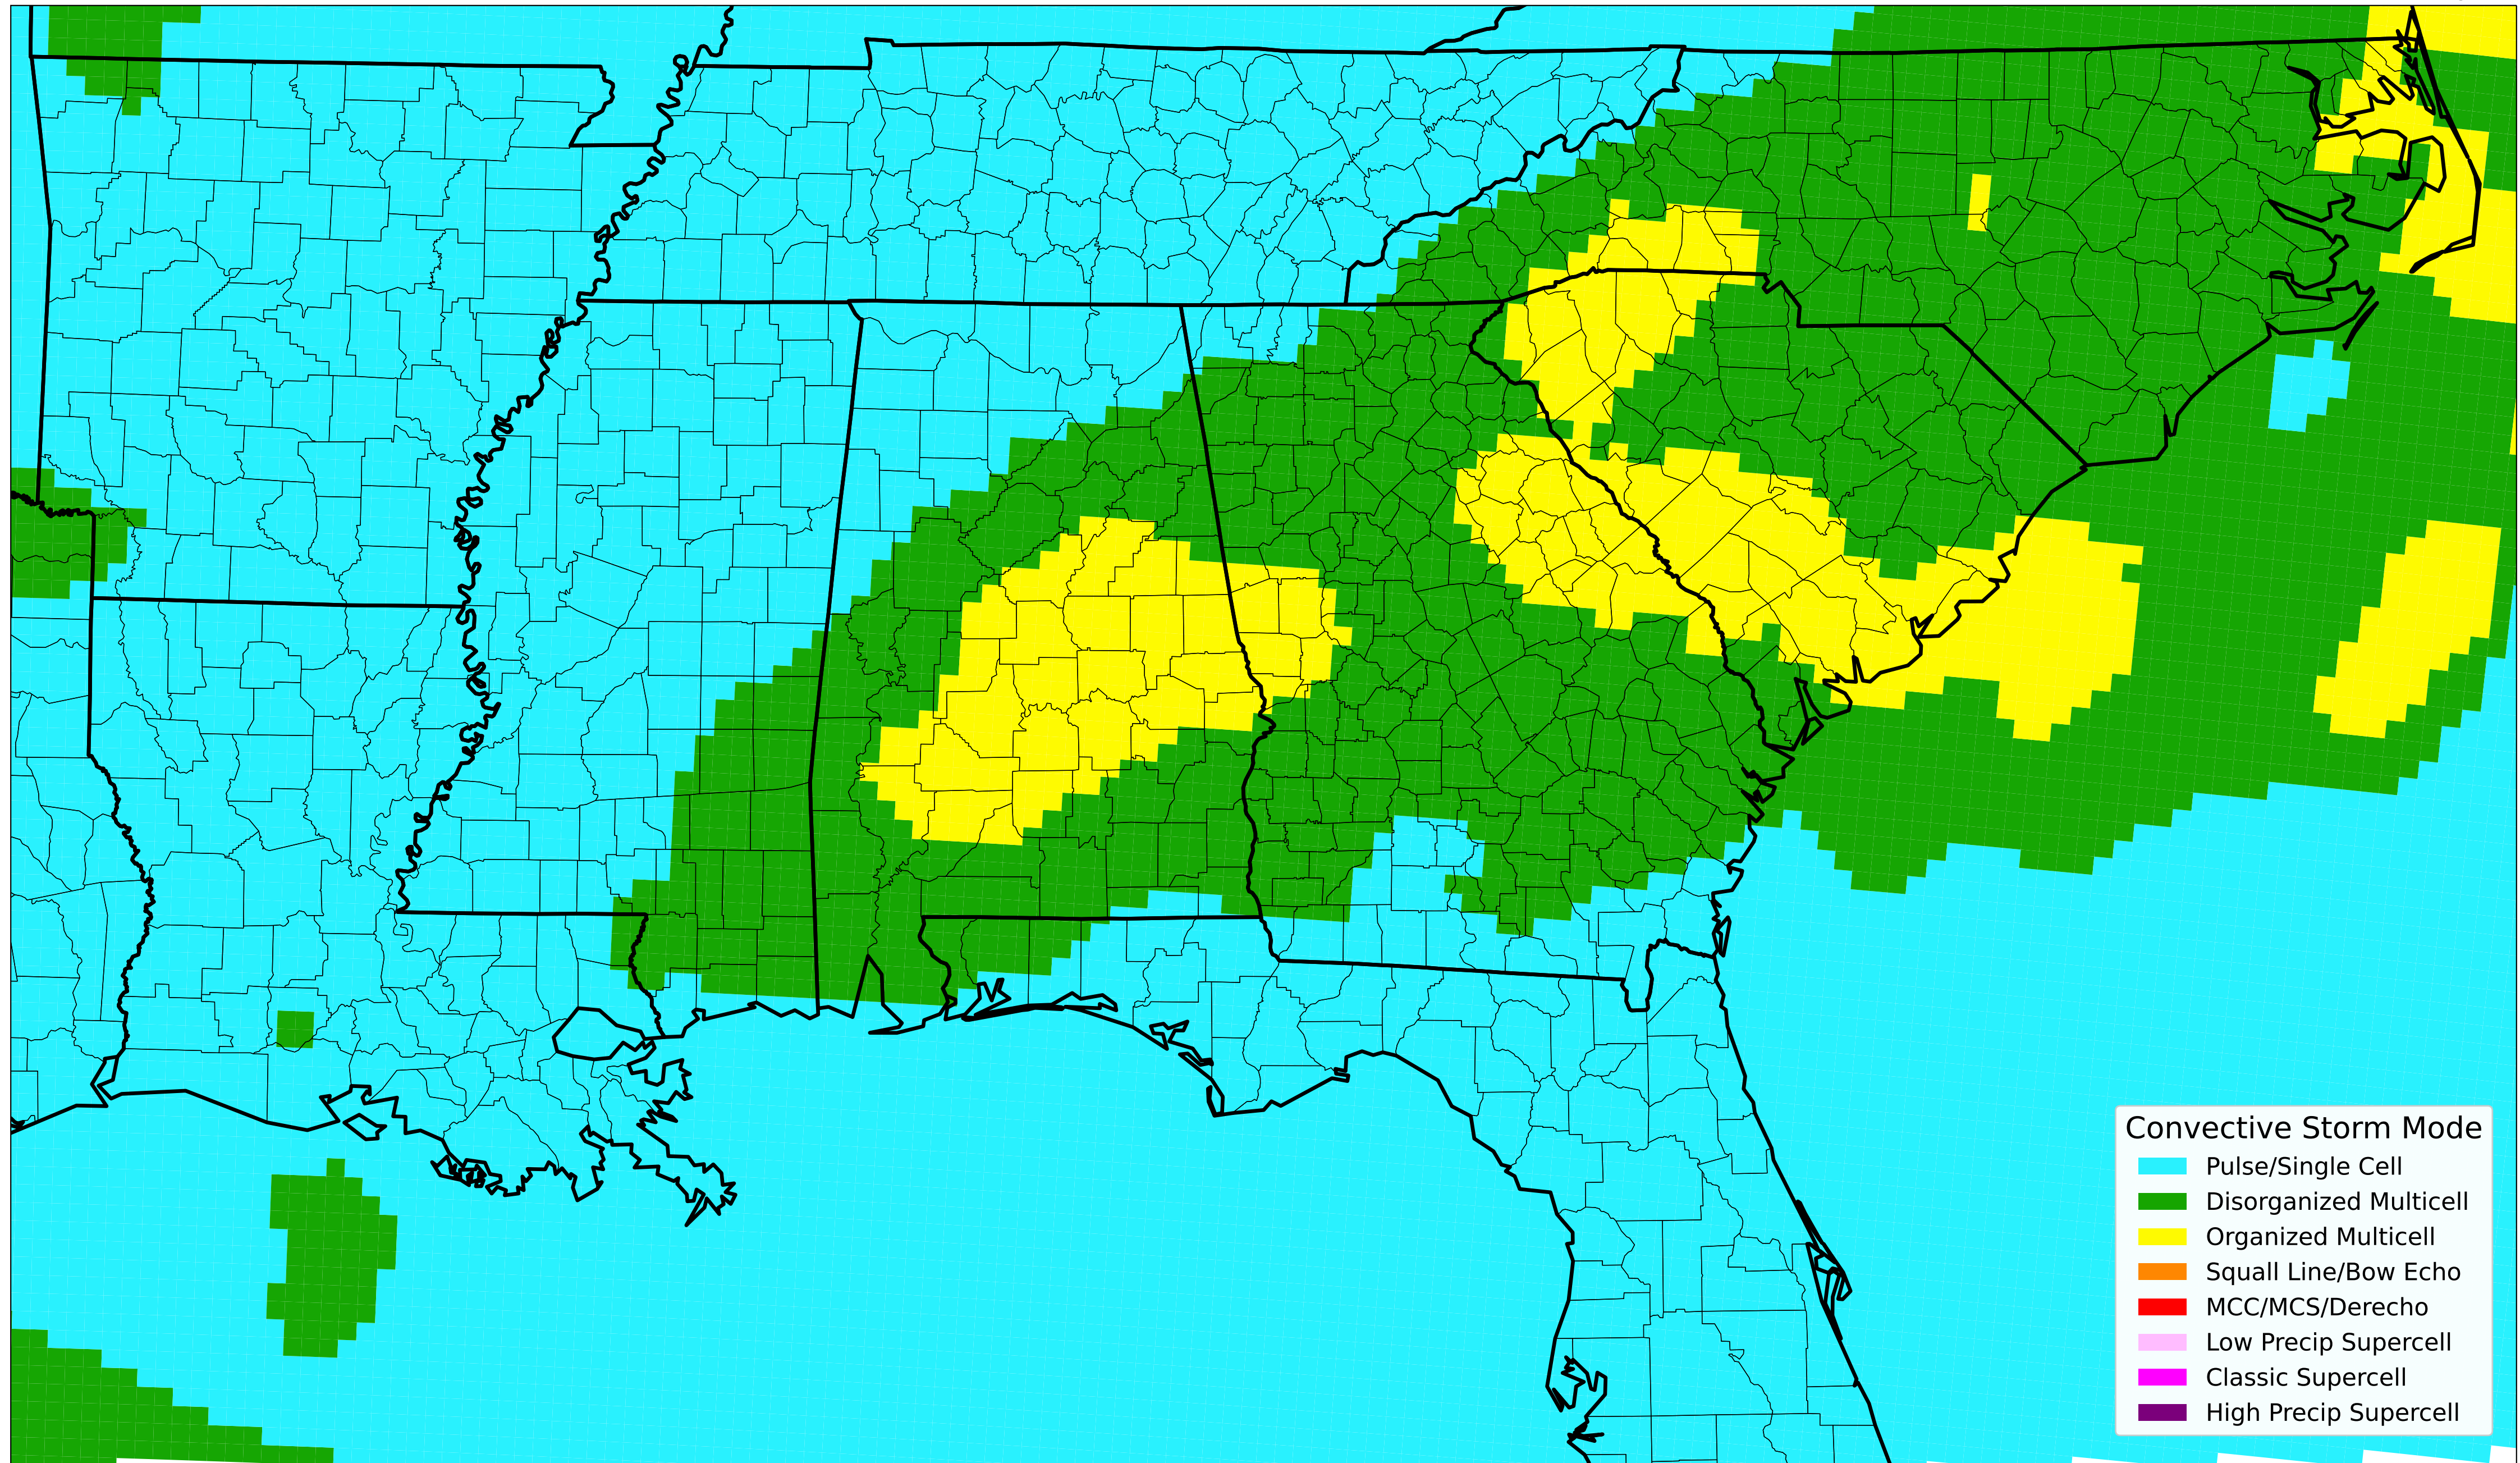 Convective Storm Mode
Pulse/Single Cell
Disorganized Multicell
Organized Multicell
Squall Line/Bow Echo
MCC/MCS/Derecho
Low Precip Supercell
Classic Supercell
High Precip Supercell